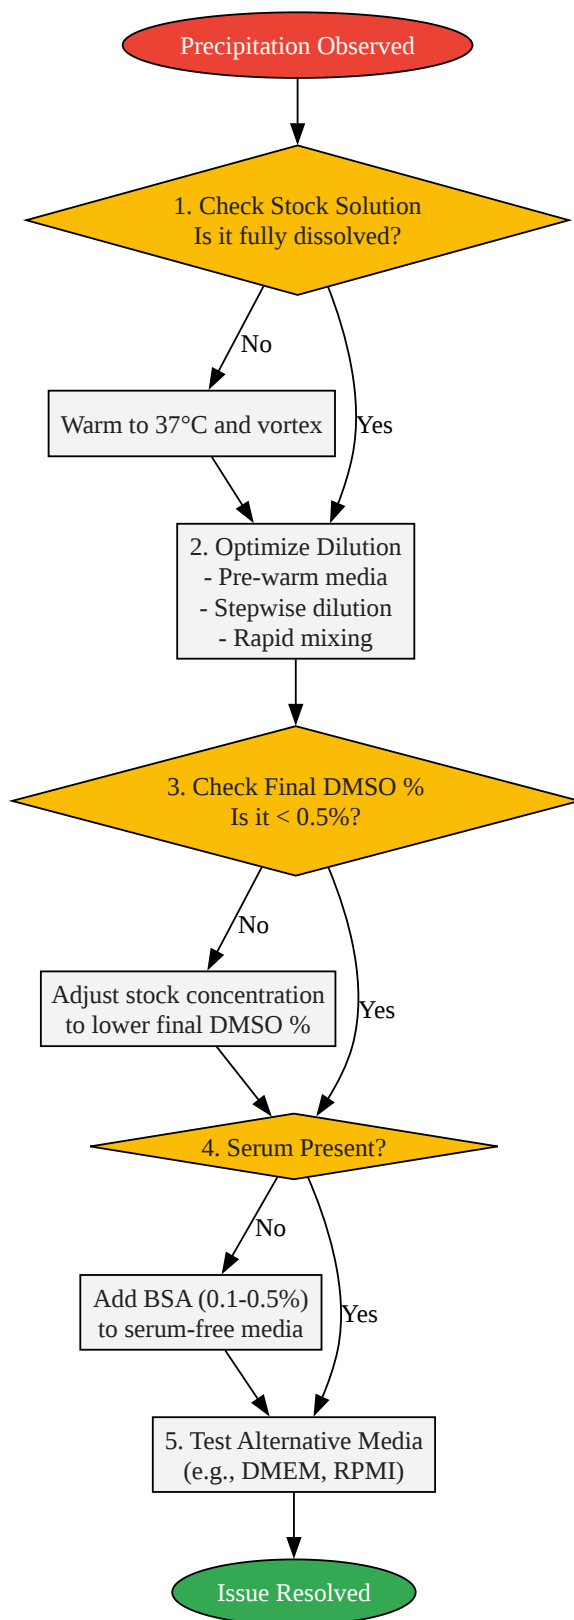 Precipitation Observed
1. Check Stock Solution
Is it fully dissolved?
No
Warm to 37°C and vortex
Yes
2. Optimize Dilution
- Pre-warm media
- Stepwise dilution
- Rapid mixing
3. Check Final DMSO %
Is it < 0.5%?
No
Adjust stock concentration
to lower final DMSO %
Yes
4. Serum Present?
No
Add BSA (0.1-0.5%)
to serum-free media
Yes
5. Test Alternative Media
(e.g., DMEM, RPMI)
Issue Resolved